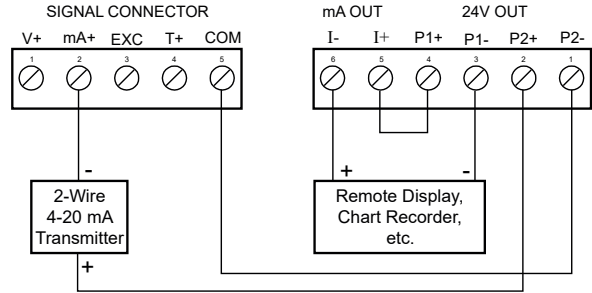 SIGNAL CONNECTOR
V+ mA+ EXC T+ COM
1 2 3 4 5
-
2-Wire
4-20 mA
Transmitter
+
mA OUT 24V OUT
I- I+ P1+ P1- P2+ P2-
6 5 4 3 2 1
+ -
Remote Display,
Chart Recorder,
etc.